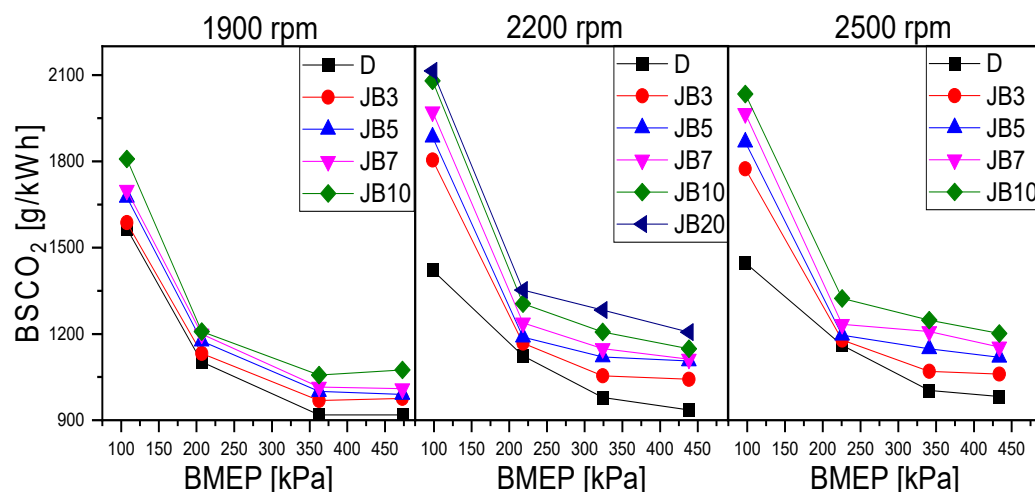 1900 rpm
2200 rpm
2500 rpm
BSCO₂ [g/kWh]
2100
1800
1500
1200
900
D
JB3
JB5
JB7
JB10
D
JB3
JB5
JB7
JB10
JB20
D
JB3
JB5
JB7
JB10
100 150 200 250 300 350 400 450
100 150 200 250 300 350 400 450
100 150 200 250 300 350 400 450
BMEP [kPa]
BMEP [kPa]
BMEP [kPa]